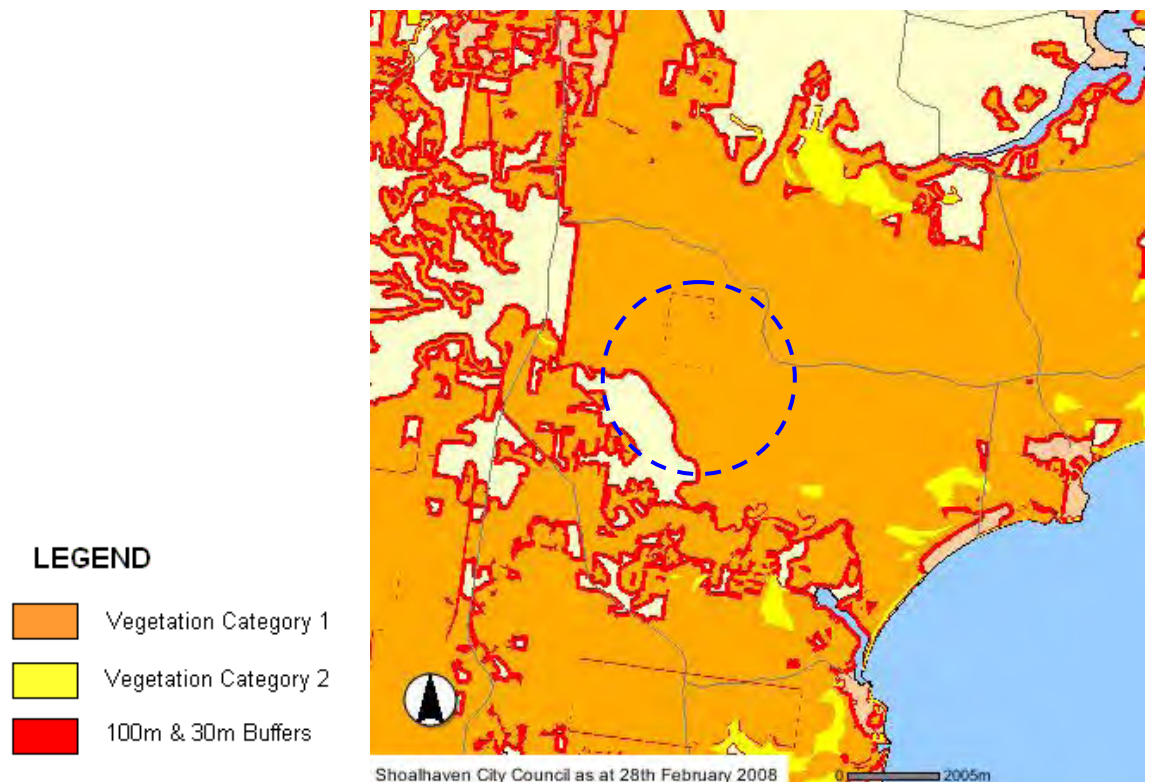 LEGEND
Vegetation Category 1
Vegetation Category 2
100m & 30m Buffers
Shoalhaven City Council as at 28th February 2008
0 2005m